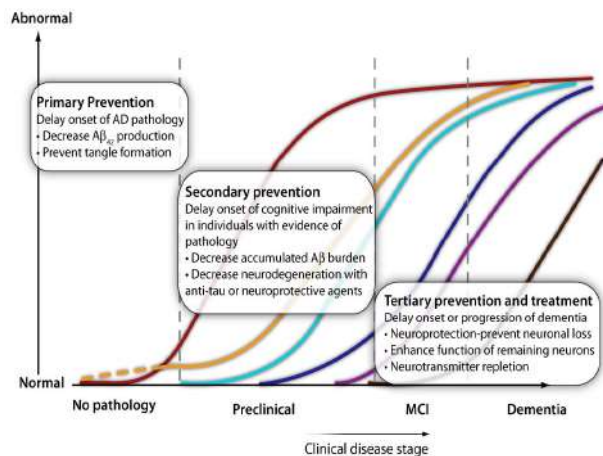 Abnormal
Primary Prevention
Delay onset of AD pathology
• Decrease Aβ42 production
• Prevent tangle formation
Secondary prevention
Delay onset of cognitive impairment
in individuals with evidence of
pathology
• Decrease accumulated Aβ burden
• Decrease neurodegeneration with
anti-tau or neuroprotective agents
Tertiary prevention and treatment
Delay onset or progression of dementia
• Neuroprotection-prevent neuronal loss
• Enhance function of remaining neurons
• Neurotransmitter repletion
Normal
No pathology
Preclinical
MCI
Dementia
Clinical disease stage